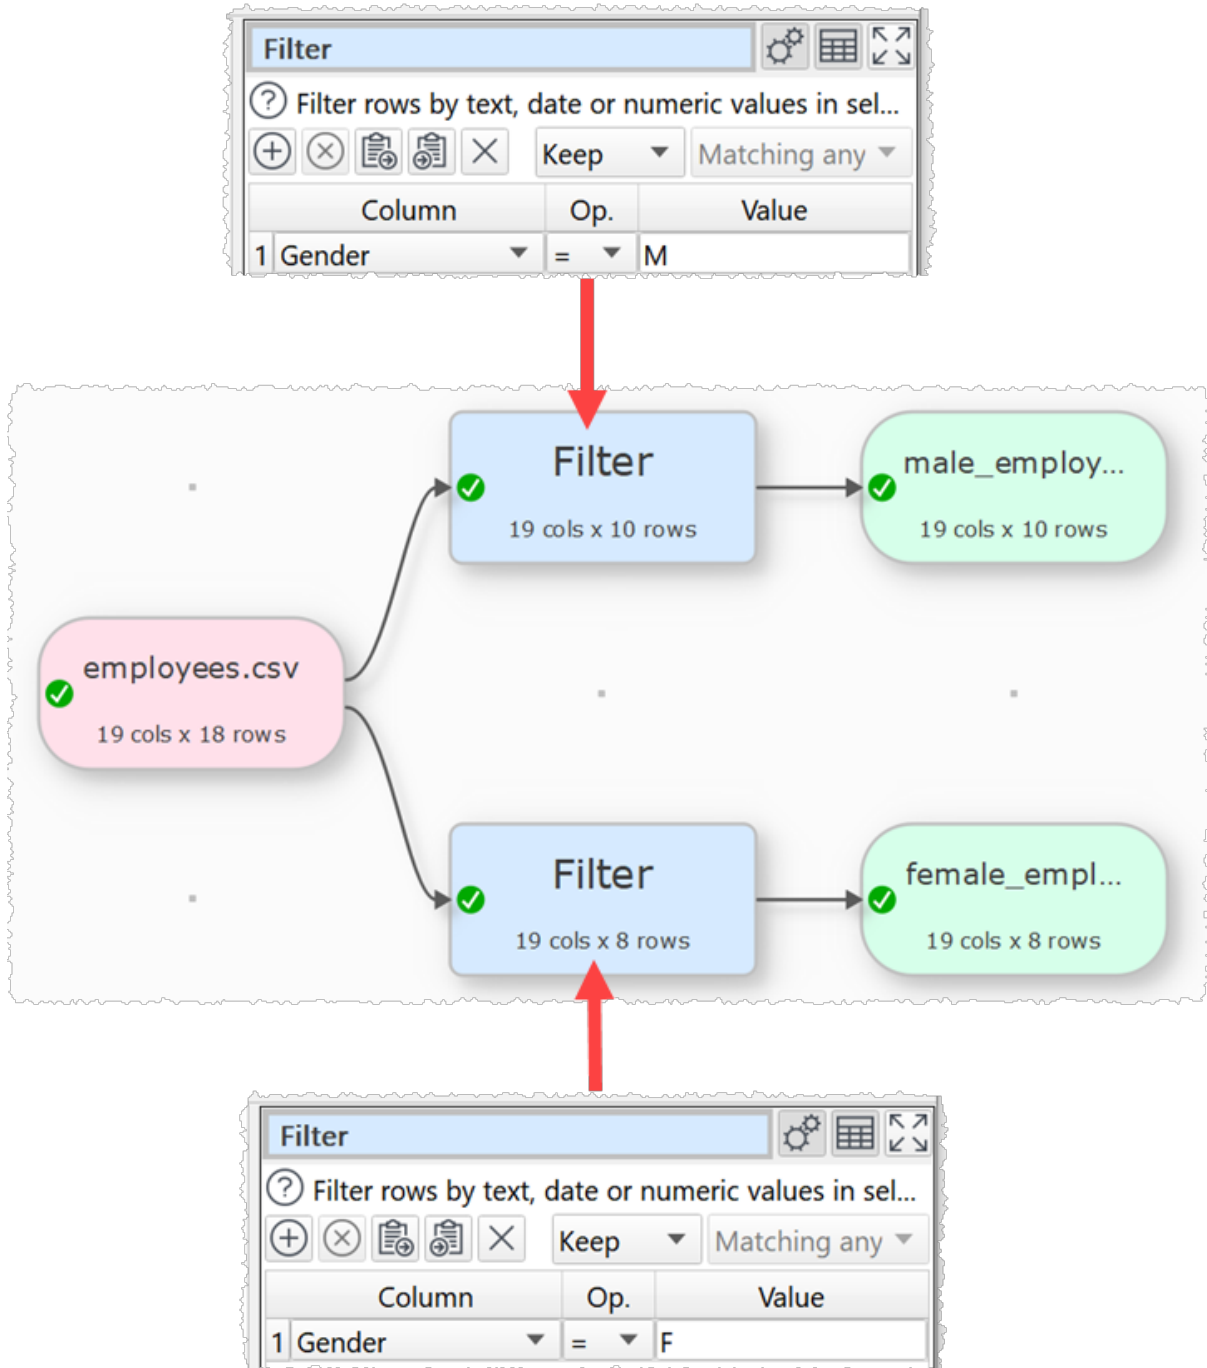 Filter
Filter rows by text, date or numeric values in sel...
Keep Matching any
Column Op. Value
1 Gender = M
Filter
19 cols x 10 rows
male_employ...
19 cols x 10 rows
employees.csv
19 cols x 18 rows
Filter
19 cols x 8 rows
female_empl...
19 cols x 8 rows
Filter
Filter rows by text, date or numeric values in sel...
Keep Matching any
Column Op. Value
1 Gender = F